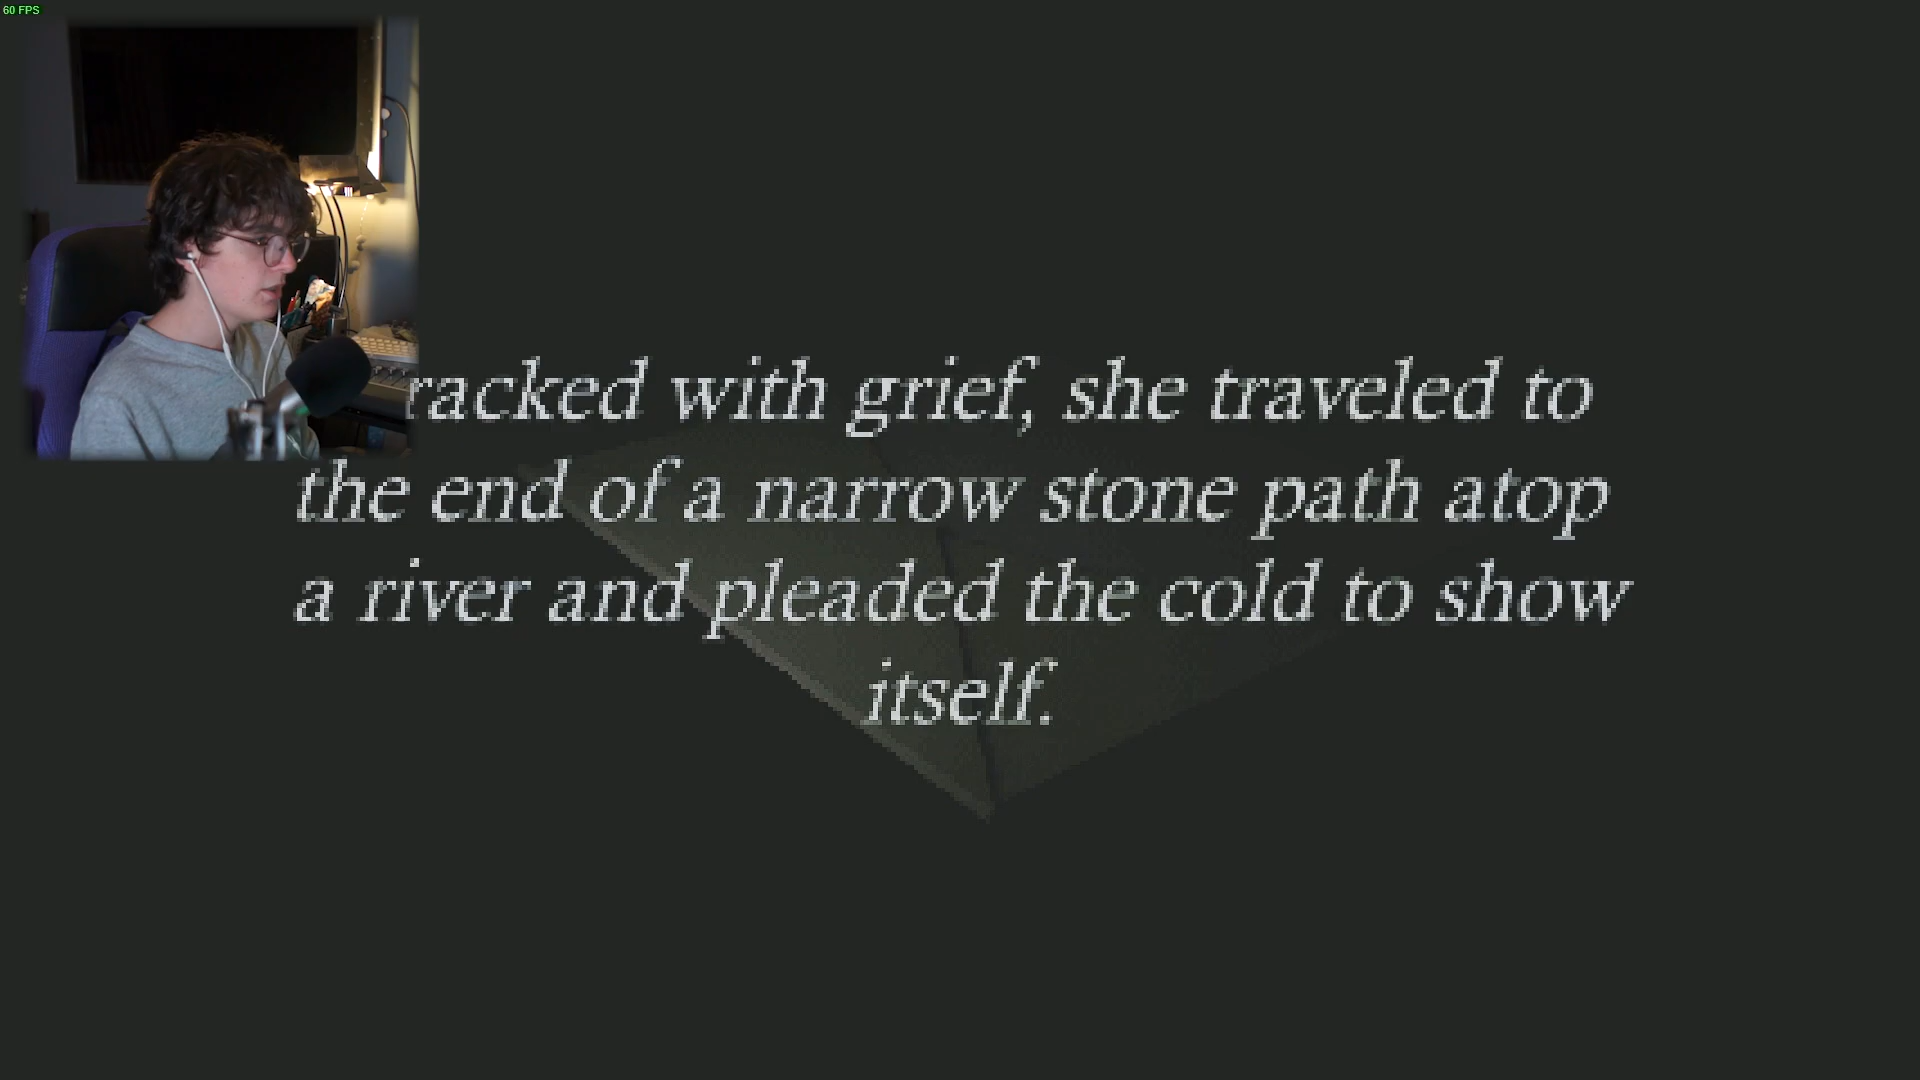 60 FPS
racked with grief, she traveled to
the end of a narrow stone path atop
a river and pleaded the cold to show
itself.